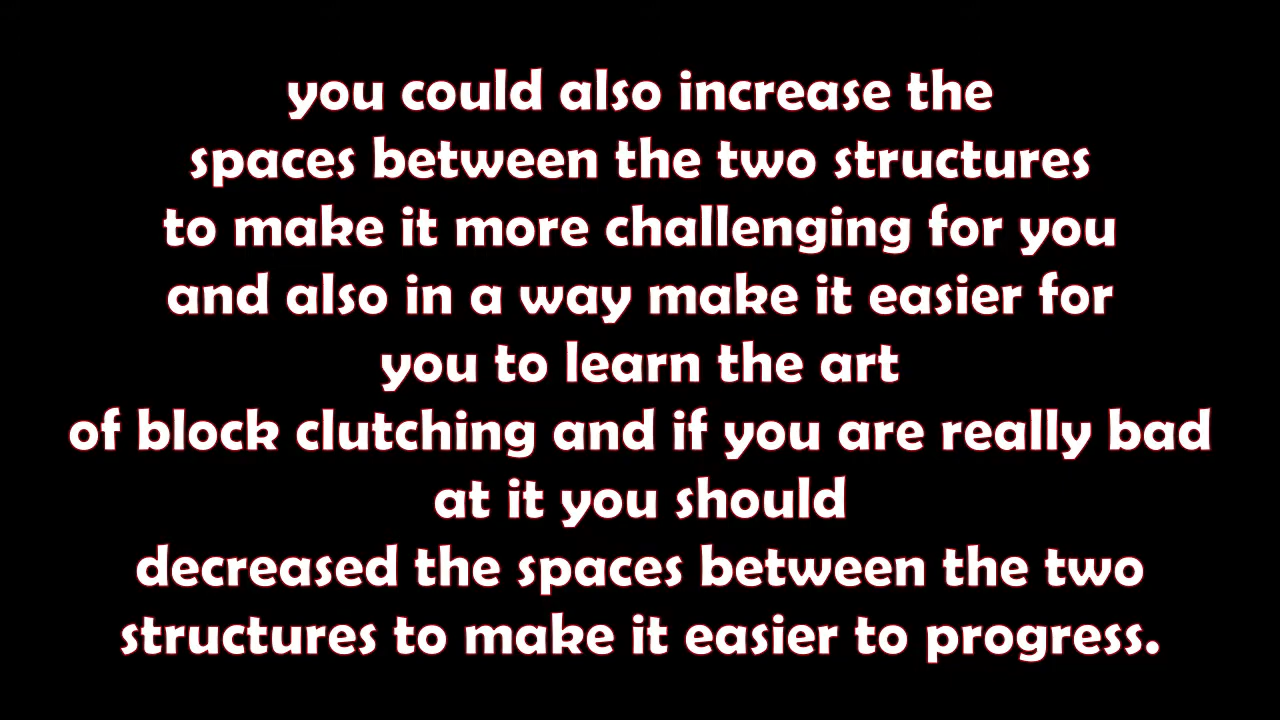 you could also increase the
spaces between the two structures
to make it more challenging for you
and also in a way make it easier for
you to learn the art
of block clutching and if you are really bad
at it you should
decreased the spaces between the two
structures to make it easier to progress.